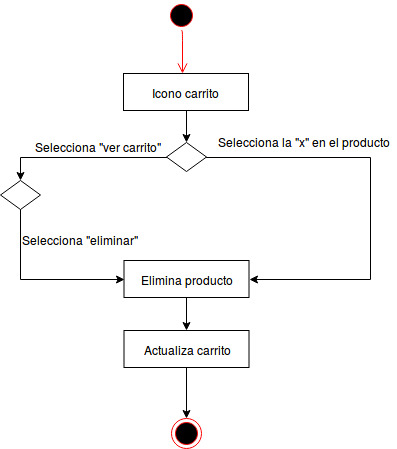 Icono carrito
Selecciona "ver carrito"
Selecciona la "x" en el producto
Selecciona "eliminar"
Elimina producto
Actualiza carrito